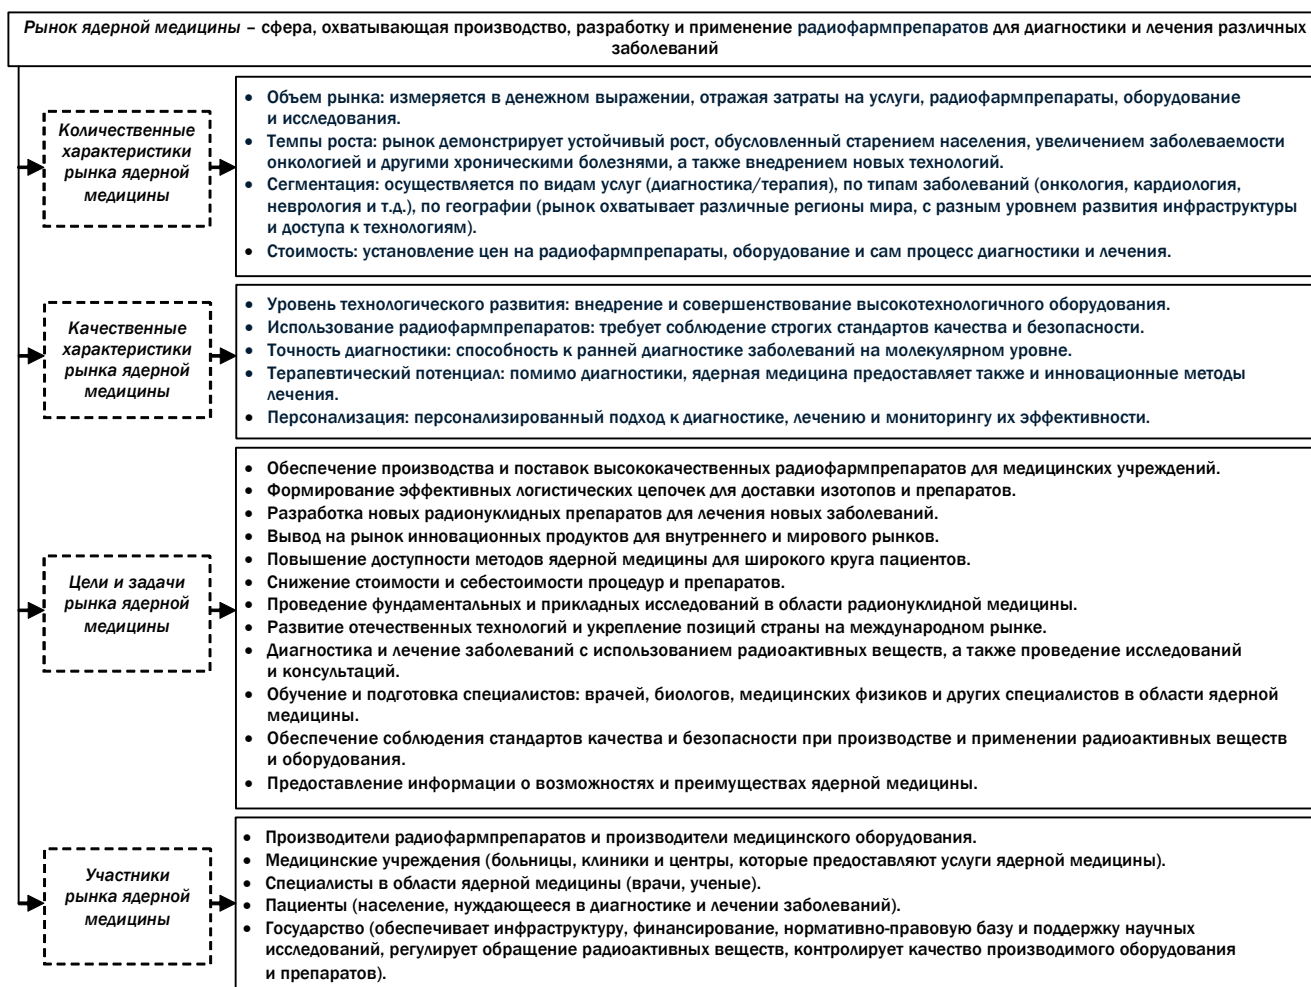 Рынок ядерной медицины – сфера, охватывающая производство, разработку и применение радиофармпрепаратов для диагностики и лечения различных
заболеваний
Количественные
характеристики
рынка ядерной
медицины
• Объем рынка: измеряется в денежном выражении, отражая затраты на услуги, радиофармпрепараты, оборудование
и исследования.
• Темпы роста: рынок демонстрирует устойчивый рост, обусловленный старением населения, увеличением заболеваемости
онкологией и другими хроническими болезнями, а также внедрением новых технологий.
• Сегментация: осуществляется по видам услуг (диагностика/терапия), по типам заболеваний (онкология, кардиология,
неврология и т.д.), по географии (рынок охватывает различные регионы мира, с разным уровнем развития инфраструктуры
и доступа к технологиям).
• Стоимость: установление цен на радиофармпрепараты, оборудование и сам процесс диагностики и лечения.
Качественные
характеристики
рынка ядерной
медицины
• Уровень технологического развития: внедрение и совершенствование высокотехнологичного оборудования.
• Использование радиофармпрепаратов: требует соблюдение строгих стандартов качества и безопасности.
• Точность диагностики: способность к ранней диагностике заболеваний на молекулярном уровне.
• Терапевтический потенциал: помимо диагностики, ядерная медицина предоставляет также и инновационные методы
лечения.
• Персонализация: персонализированный подход к диагностике, лечению и мониторингу их эффективности.
Цели и задачи
рынка ядерной
медицины
• Обеспечение производства и поставок высококачественных радиофармпрепаратов для медицинских учреждений.
• Формирование эффективных логистических цепочек для доставки изотопов и препаратов.
• Разработка новых радионуклидных препаратов для лечения новых заболеваний.
• Вывод на рынок инновационных продуктов для внутреннего и мирового рынков.
• Повышение доступности методов ядерной медицины для широкого круга пациентов.
• Снижение стоимости и себестоимости процедур и препаратов.
• Проведение фундаментальных и прикладных исследований в области радионуклидной медицины.
• Развитие отечественных технологий и укрепление позиций страны на международном рынке.
• Диагностика и лечение заболеваний с использованием радиоактивных веществ, а также проведение исследований
и консультаций.
• Обучение и подготовка специалистов: врачей, биологов, медицинских физиков и других специалистов в области ядерной
медицины.
• Обеспечение соблюдения стандартов качества и безопасности при производстве и применении радиоактивных веществ
и оборудования.
• Предоставление информации о возможностях и преимуществах ядерной медицины.
Участники
рынка ядерной
медицины
• Производители радиофармпрепаратов и производители медицинского оборудования.
• Медицинские учреждения (больницы, клиники и центры, которые предоставляют услуги ядерной медицины).
• Специалисты в области ядерной медицины (врачи, ученые).
• Пациенты (население, нуждающееся в диагностике и лечении заболеваний).
• Государство (обеспечивает инфраструктуру, финансирование, нормативно-правовую базу и поддержку научных
исследований, регулирует обращение радиоактивных веществ, контролирует качество производимого оборудования
и препаратов).